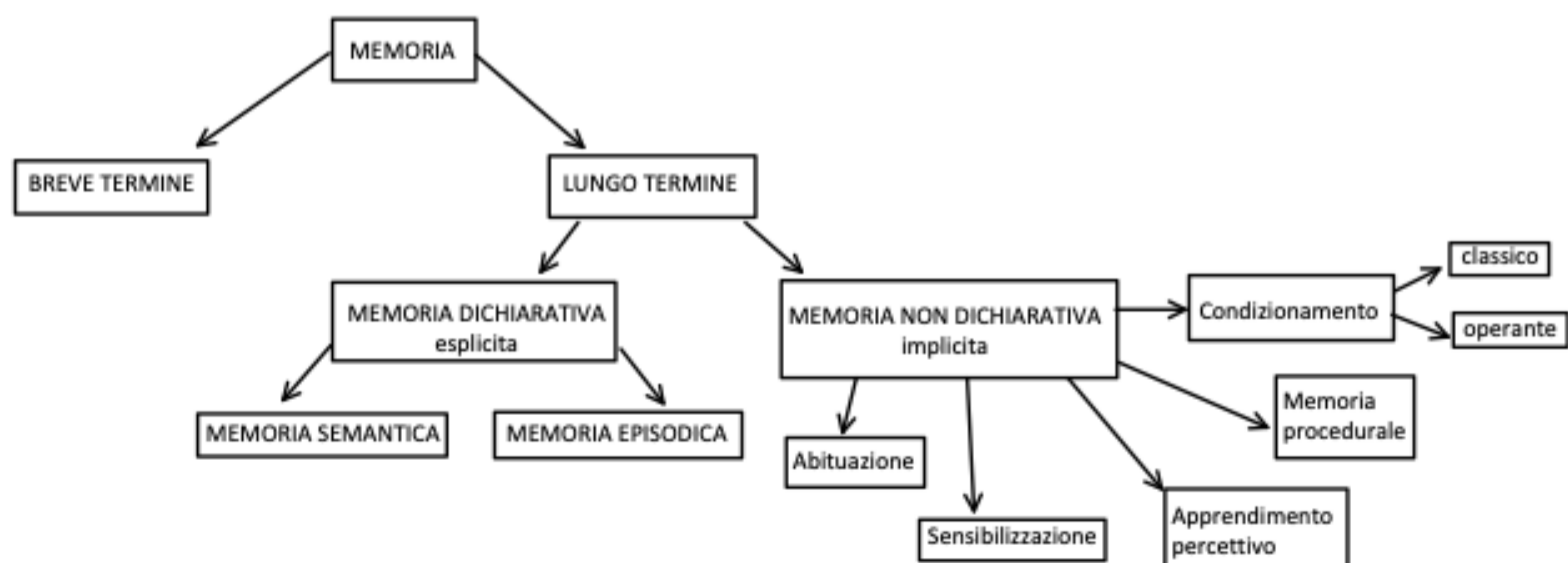 MEMORIA
BREVE TERMINE
LUNGO TERMINE
MEMORIA DICHIARATIVA
esplicita
MEMORIA NON DICHIARATIVA
implicita
Condizionamento
classico
operante
MEMORIA SEMANTICA
MEMORIA EPISODICA
Abituazione
Sensibilizzazione
Apprendimento
percettivo
Memoria
procedurale